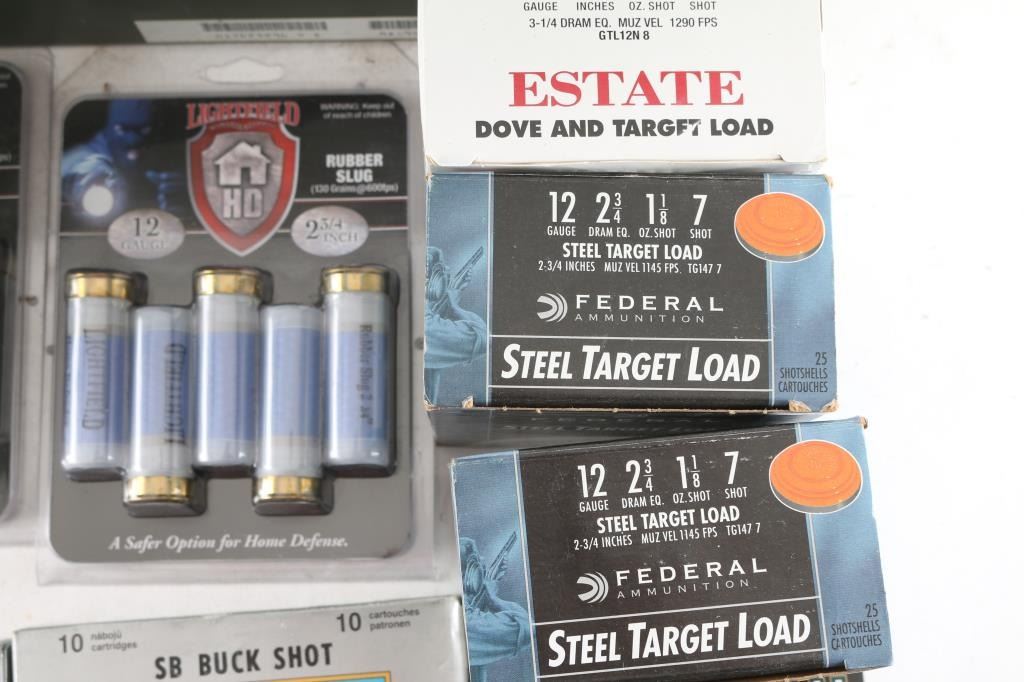 LIGHTFIELD
HD
WARNING: Keep out
of reach of children
RUBBER
SLUG
(130 Grains@600fps)
12
GAUGE
2 3/4
INCH
LIGHTFIELD
A Safer Option for Home Defense.
10 nábojů
cartridges
10 cartouches
patronen
SB BUCK SHOT
GAUGE INCHES OZ. SHOT SHOT
3-1/4 DRAM EQ. MUZ VEL 1290 FPS
GTL12N 8
ESTATE
DOVE AND TARGET LOAD
12 2 3/4 1 1/8 7
GAUGE DRAM EQ. OZ. SHOT SHOT
STEEL TARGET LOAD
2-3/4 INCHES MUZ VEL 1145 FPS. TG147 7
FEDERAL
AMMUNITION
STEEL TARGET LOAD
25
SHOTSHELLS
CARTOUCHES
FEDERAL
STEEL TARGET LOAD
12 2 3/4 1 1/8 7
GAUGE DRAM EQ. OZ. SHOT SHOT
STEEL TARGET LOAD
2-3/4 INCHES MUZ VEL 1145 FPS TG147 7
FEDERAL
AMMUNITION
STEEL TARGET LOAD
25
SHOTSHELLS
CARTOUCHES